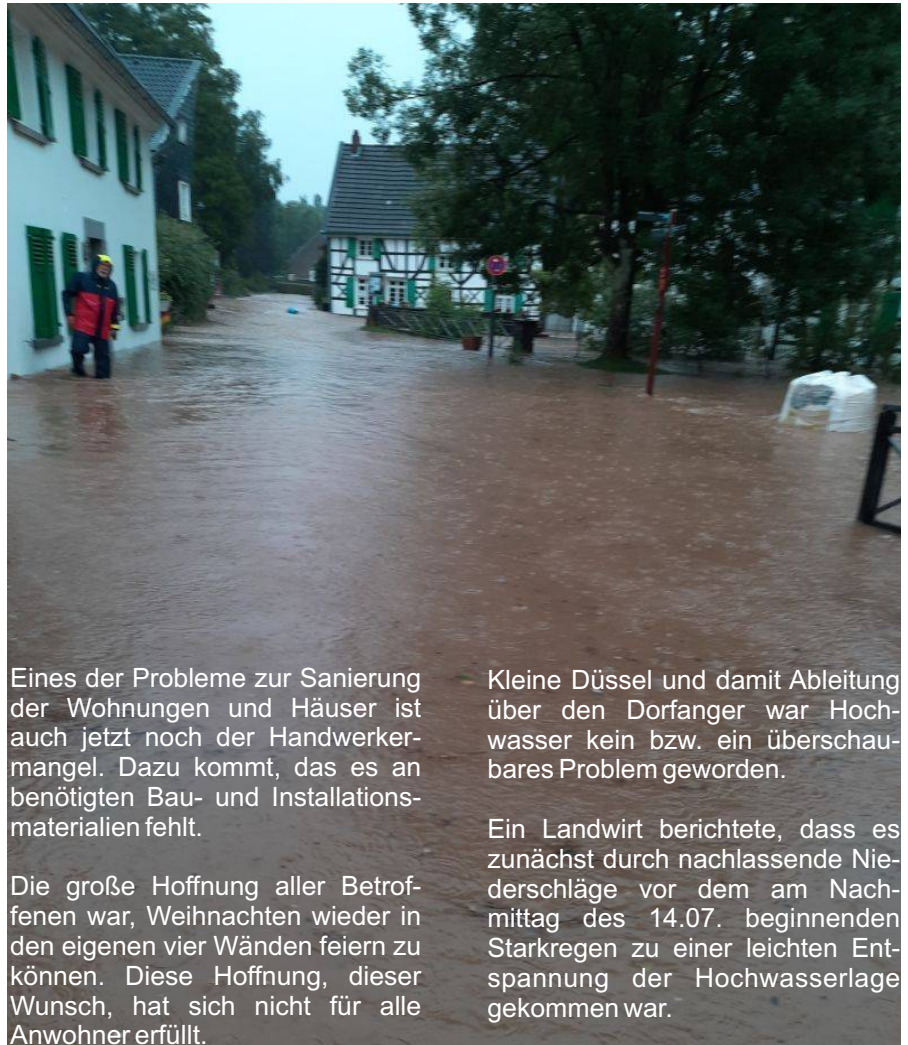 Eines der Probleme zur Sanierung
der Wohnungen und Häuser ist
auch jetzt noch der Handwerker-
mangel. Dazu kommt, das es an
benötigten Bau- und Installations-
materialien fehlt.
Die große Hoffnung aller Betrof-
fenen war, Weihnachten wieder in
den eigenen vier Wänden feiern zu
können. Diese Hoffnung, dieser
Wunsch, hat sich nicht für alle
Anwohner erfüllt.
Kleine Düssel und damit Ableitung
über den Dorfanger war Hoch-
wasser kein bzw. ein überschau-
bares Problem geworden.
Ein Landwirt berichtete, dass es
zunächst durch nachlassende Nie-
derschläge vor dem am Nach-
mittag des 14.07. beginnenden
Starkregen zu einer leichten Ent-
spannung der Hochwasserlage
gekommen war.